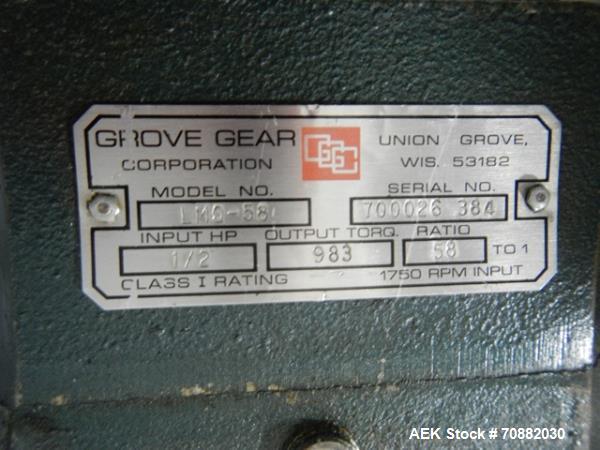 GROVE GEAR
CORPORATION
UNION GROVE,
WIS. 53182
MODEL NO. SERIAL NO.
700026 384
INPUT HP OUTPUT TORQ. RATIO
1/2 983 58 TO 1
CLASS I RATING 1750 RPM INPUT
AEK Stock # 70882030